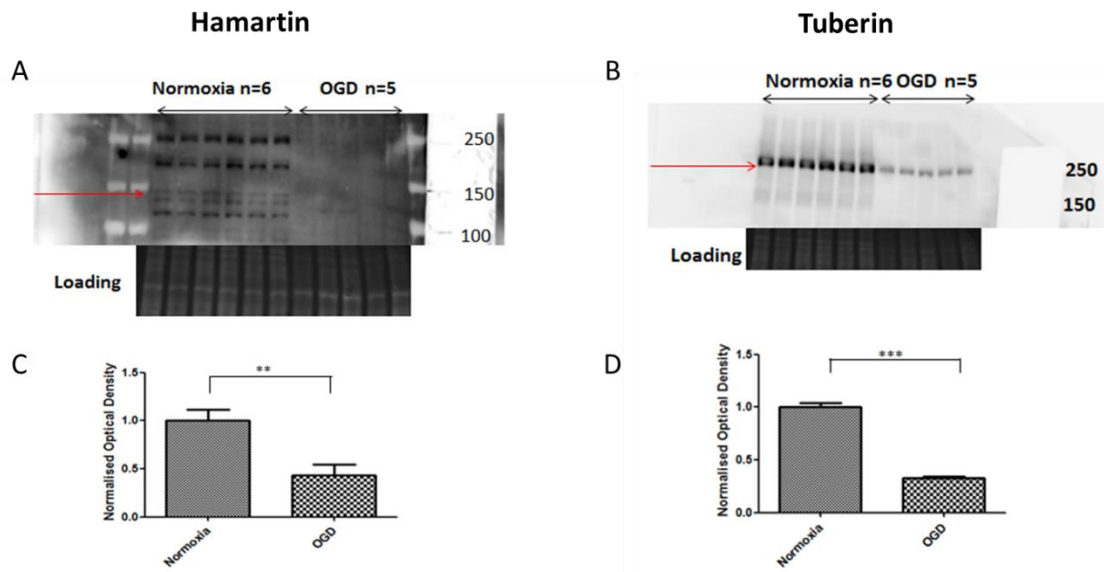 Hamartin
Tuberin
A
Normoxia n=6
OGD n=5
250
150
100
Loading
B
Normoxia n=6
OGD n=5
250
150
Loading
C
**
Normalised Optical Density
1.5
1.0
0.5
0.0
Normoxia
OGD
D
***
Normalised Optical Density
1.5
1.0
0.5
0.0
Normoxia
OGD